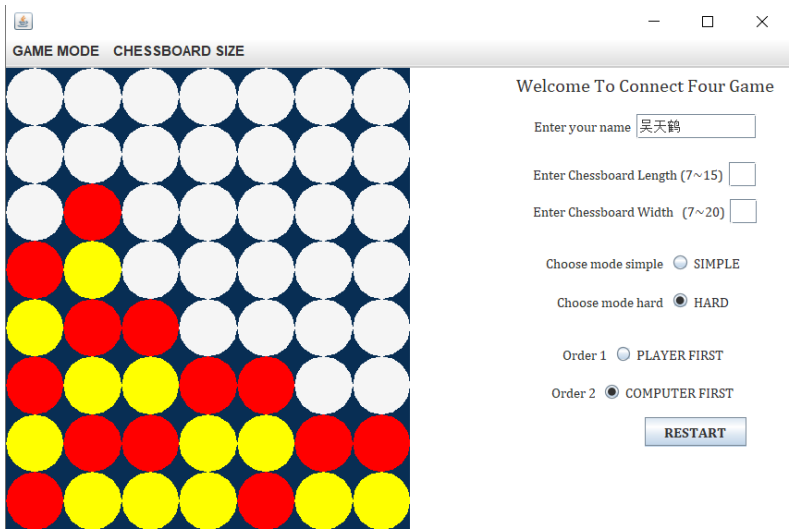 GAME MODE CHESSBOARD SIZE
Welcome To Connect Four Game
Enter your name 吴天鹤
Enter Chessboard Length (7~15)
Enter Chessboard Width (7~20)
Choose mode simple SIMPLE
Choose mode hard HARD
Order 1 PLAYER FIRST
Order 2 COMPUTER FIRST
RESTART